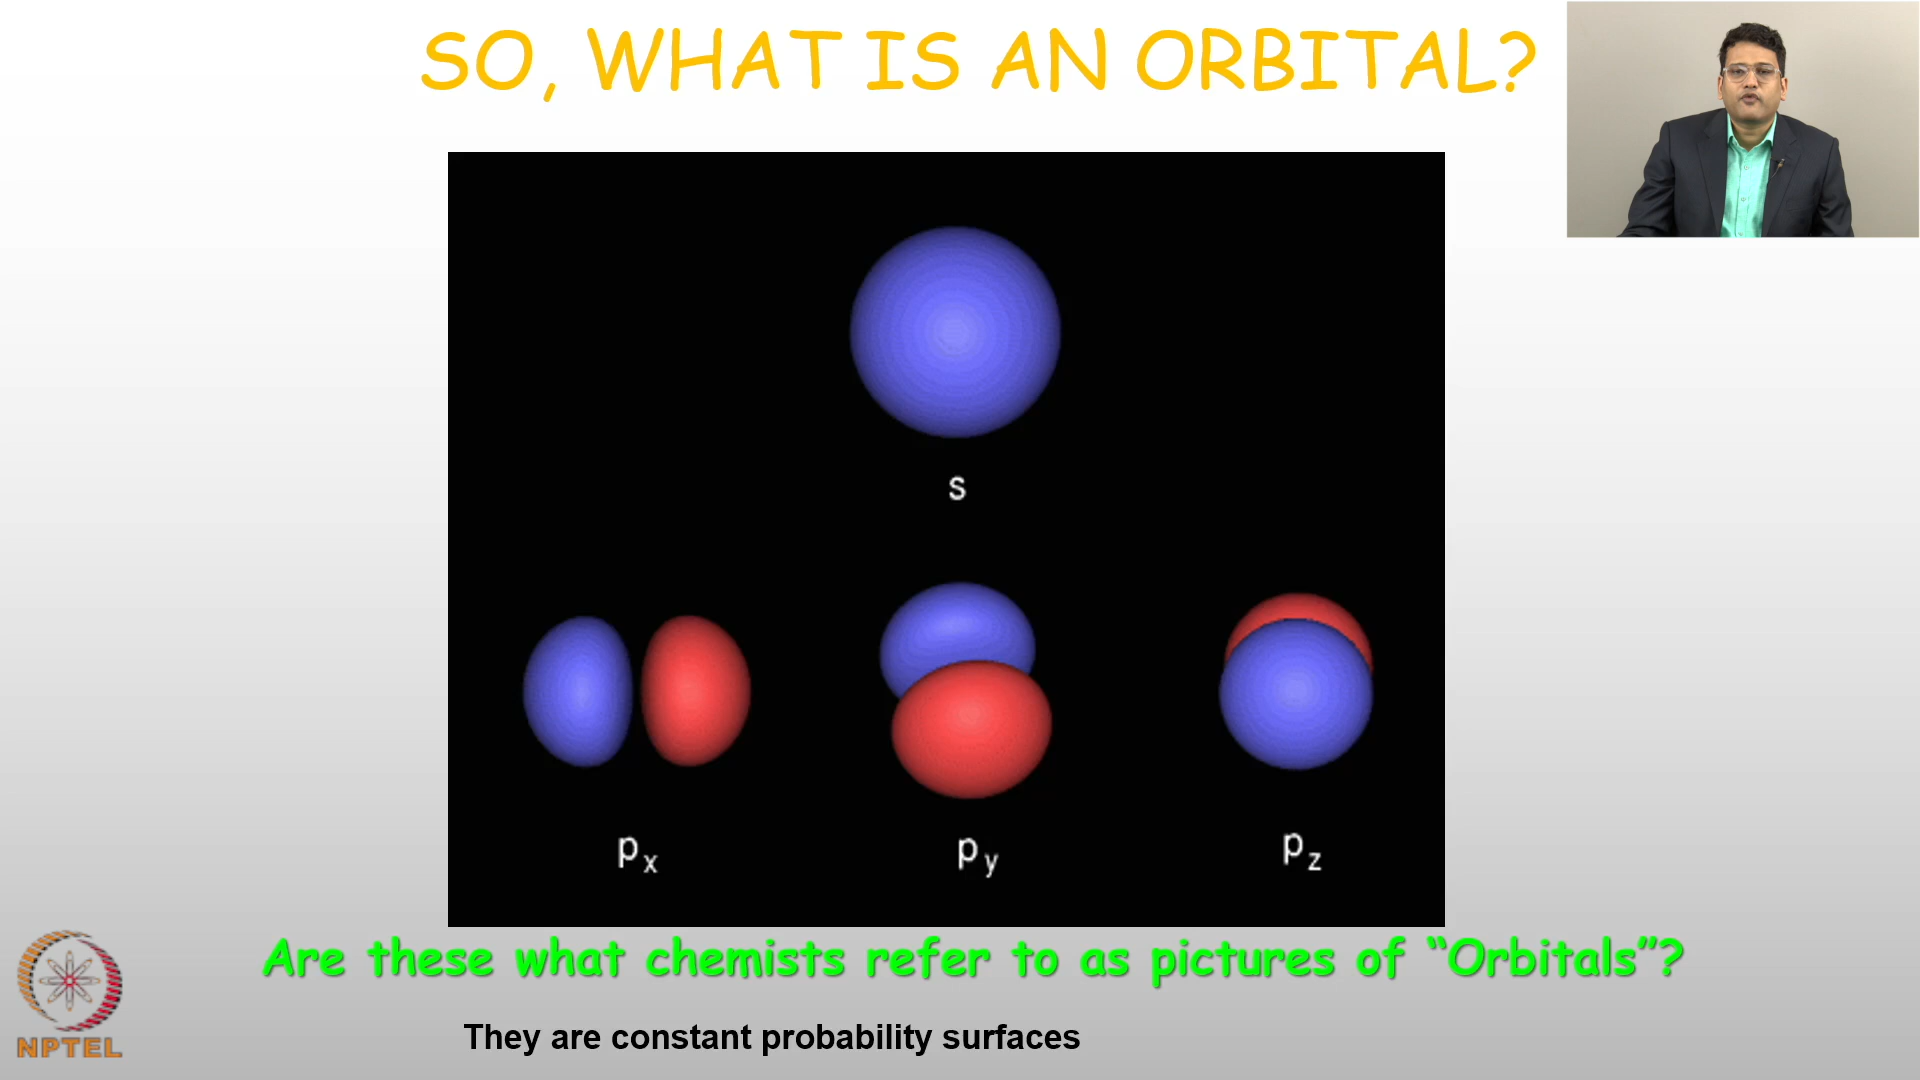 SO, WHAT IS AN ORBITAL?
s
px
py
pz
Are these what chemists refer to as pictures of “Orbitals”?
They are constant probability surfaces
NPTEL